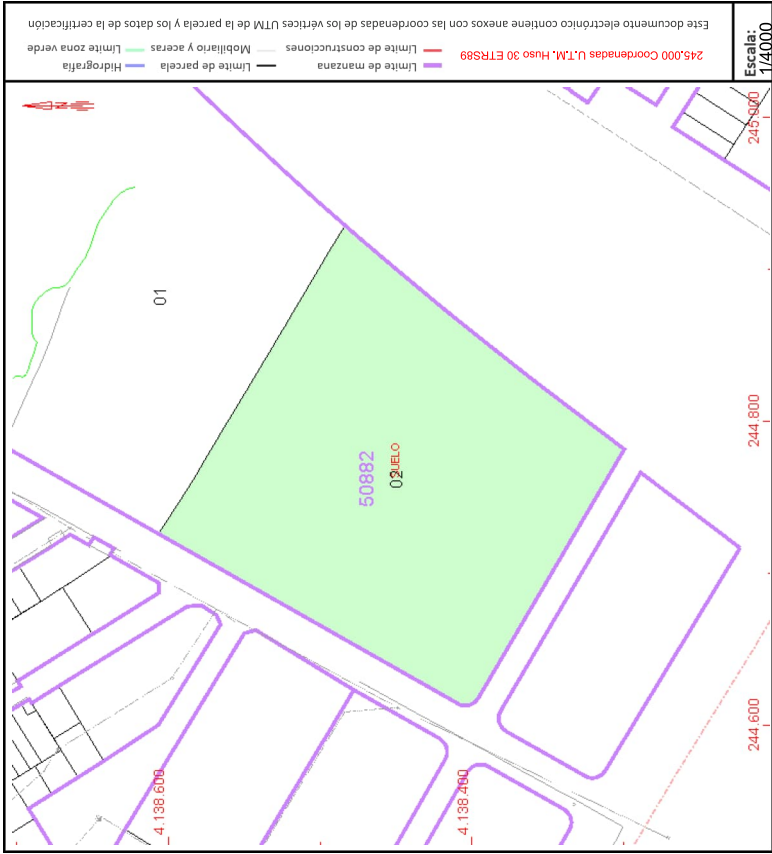 Este documento electrónico contiene anexos con las coordenadas de los vértices UTM de la parcela y los datos de la certificación
245.000 Coordenadas U.T.M. Huso 30 ETRS89
Límite de manzana
Límite de parcela
Hidrografía
Límite de construcciones
Mobiliario y aceras
Límite zona verde
Escala:
1/4000
245.000
01
244.800
50882
SUELO
02
244.600
4.138.600
4.138.400